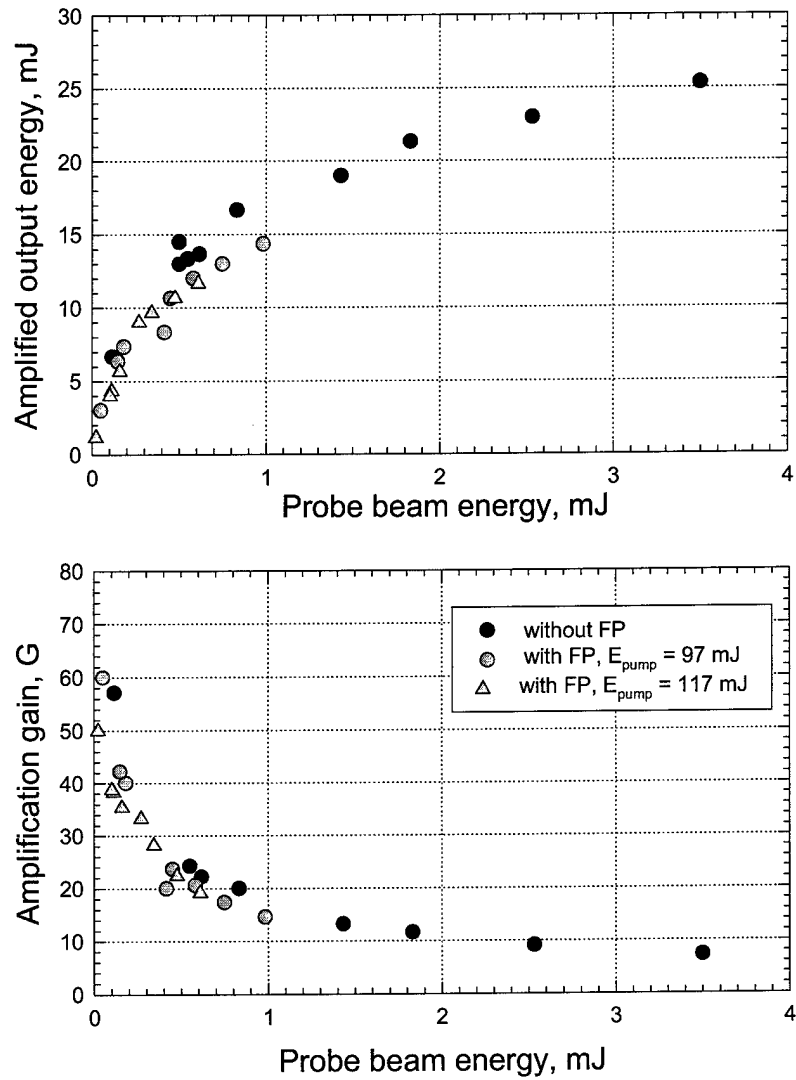 30
25
20
15
10
5
0
Amplified output energy, mJ
0 1 2 3 4
Probe beam energy, mJ
80
70
60
50
40
30
20
10
0
Amplification gain, G
without FP
with FP, E_pump = 97 mJ
with FP, E_pump = 117 mJ
0 1 2 3 4
Probe beam energy, mJ